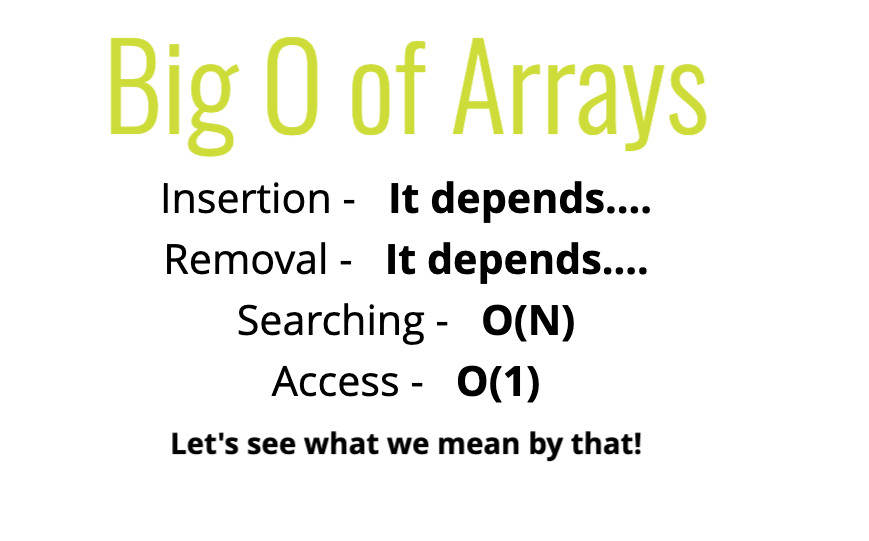 Big O of Arrays
Insertion - It depends....
Removal - It depends....
Searching - O(N)
Access - O(1)
Let's see what we mean by that!